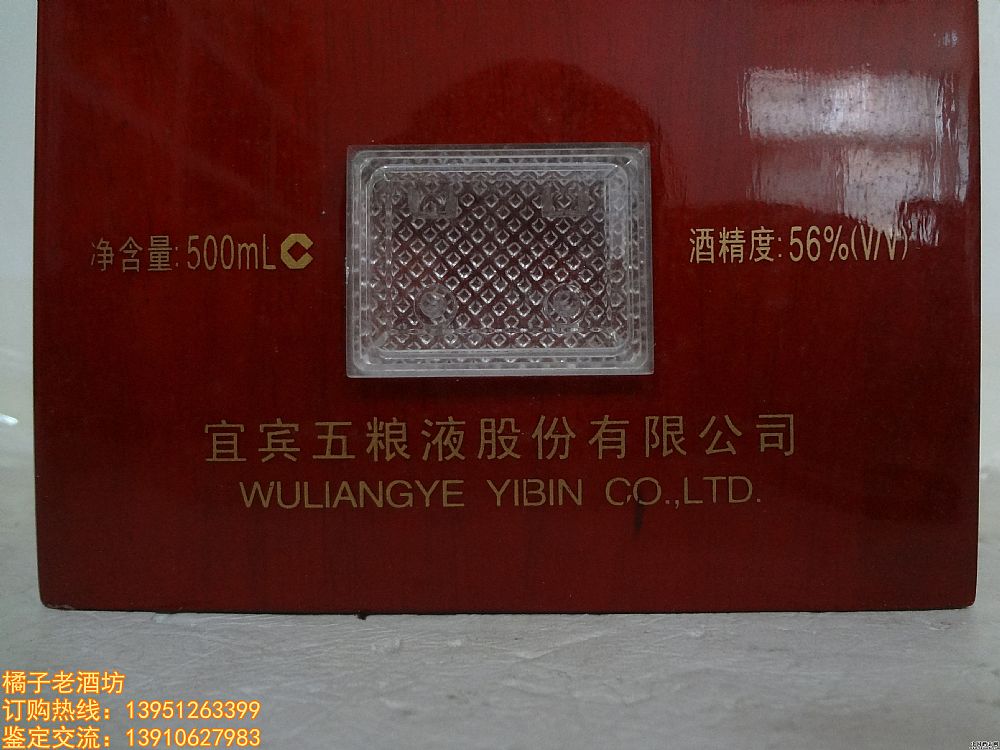 净含量: 500mL C
酒精度: 56%(V/V)
宜宾五粮液股份有限公司
WULIANGYE YIBIN CO.,LTD.
橘子老酒坊
订购热线：13951263399
鉴定交流：13910627983